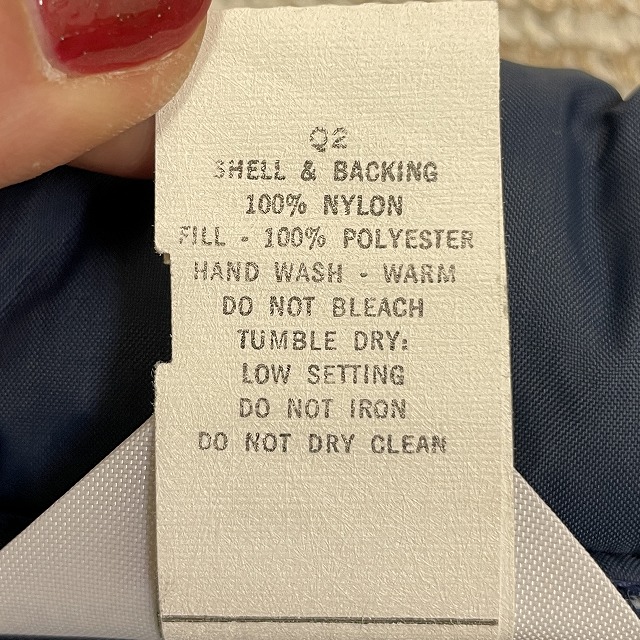 Q2
SHELL & BACKING
100% NYLON
FILL - 100% POLYESTER
HAND WASH - WARM
DO NOT BLEACH
TUMBLE DRY:
LOW SETTING
DO NOT IRON
DO NOT DRY CLEAN